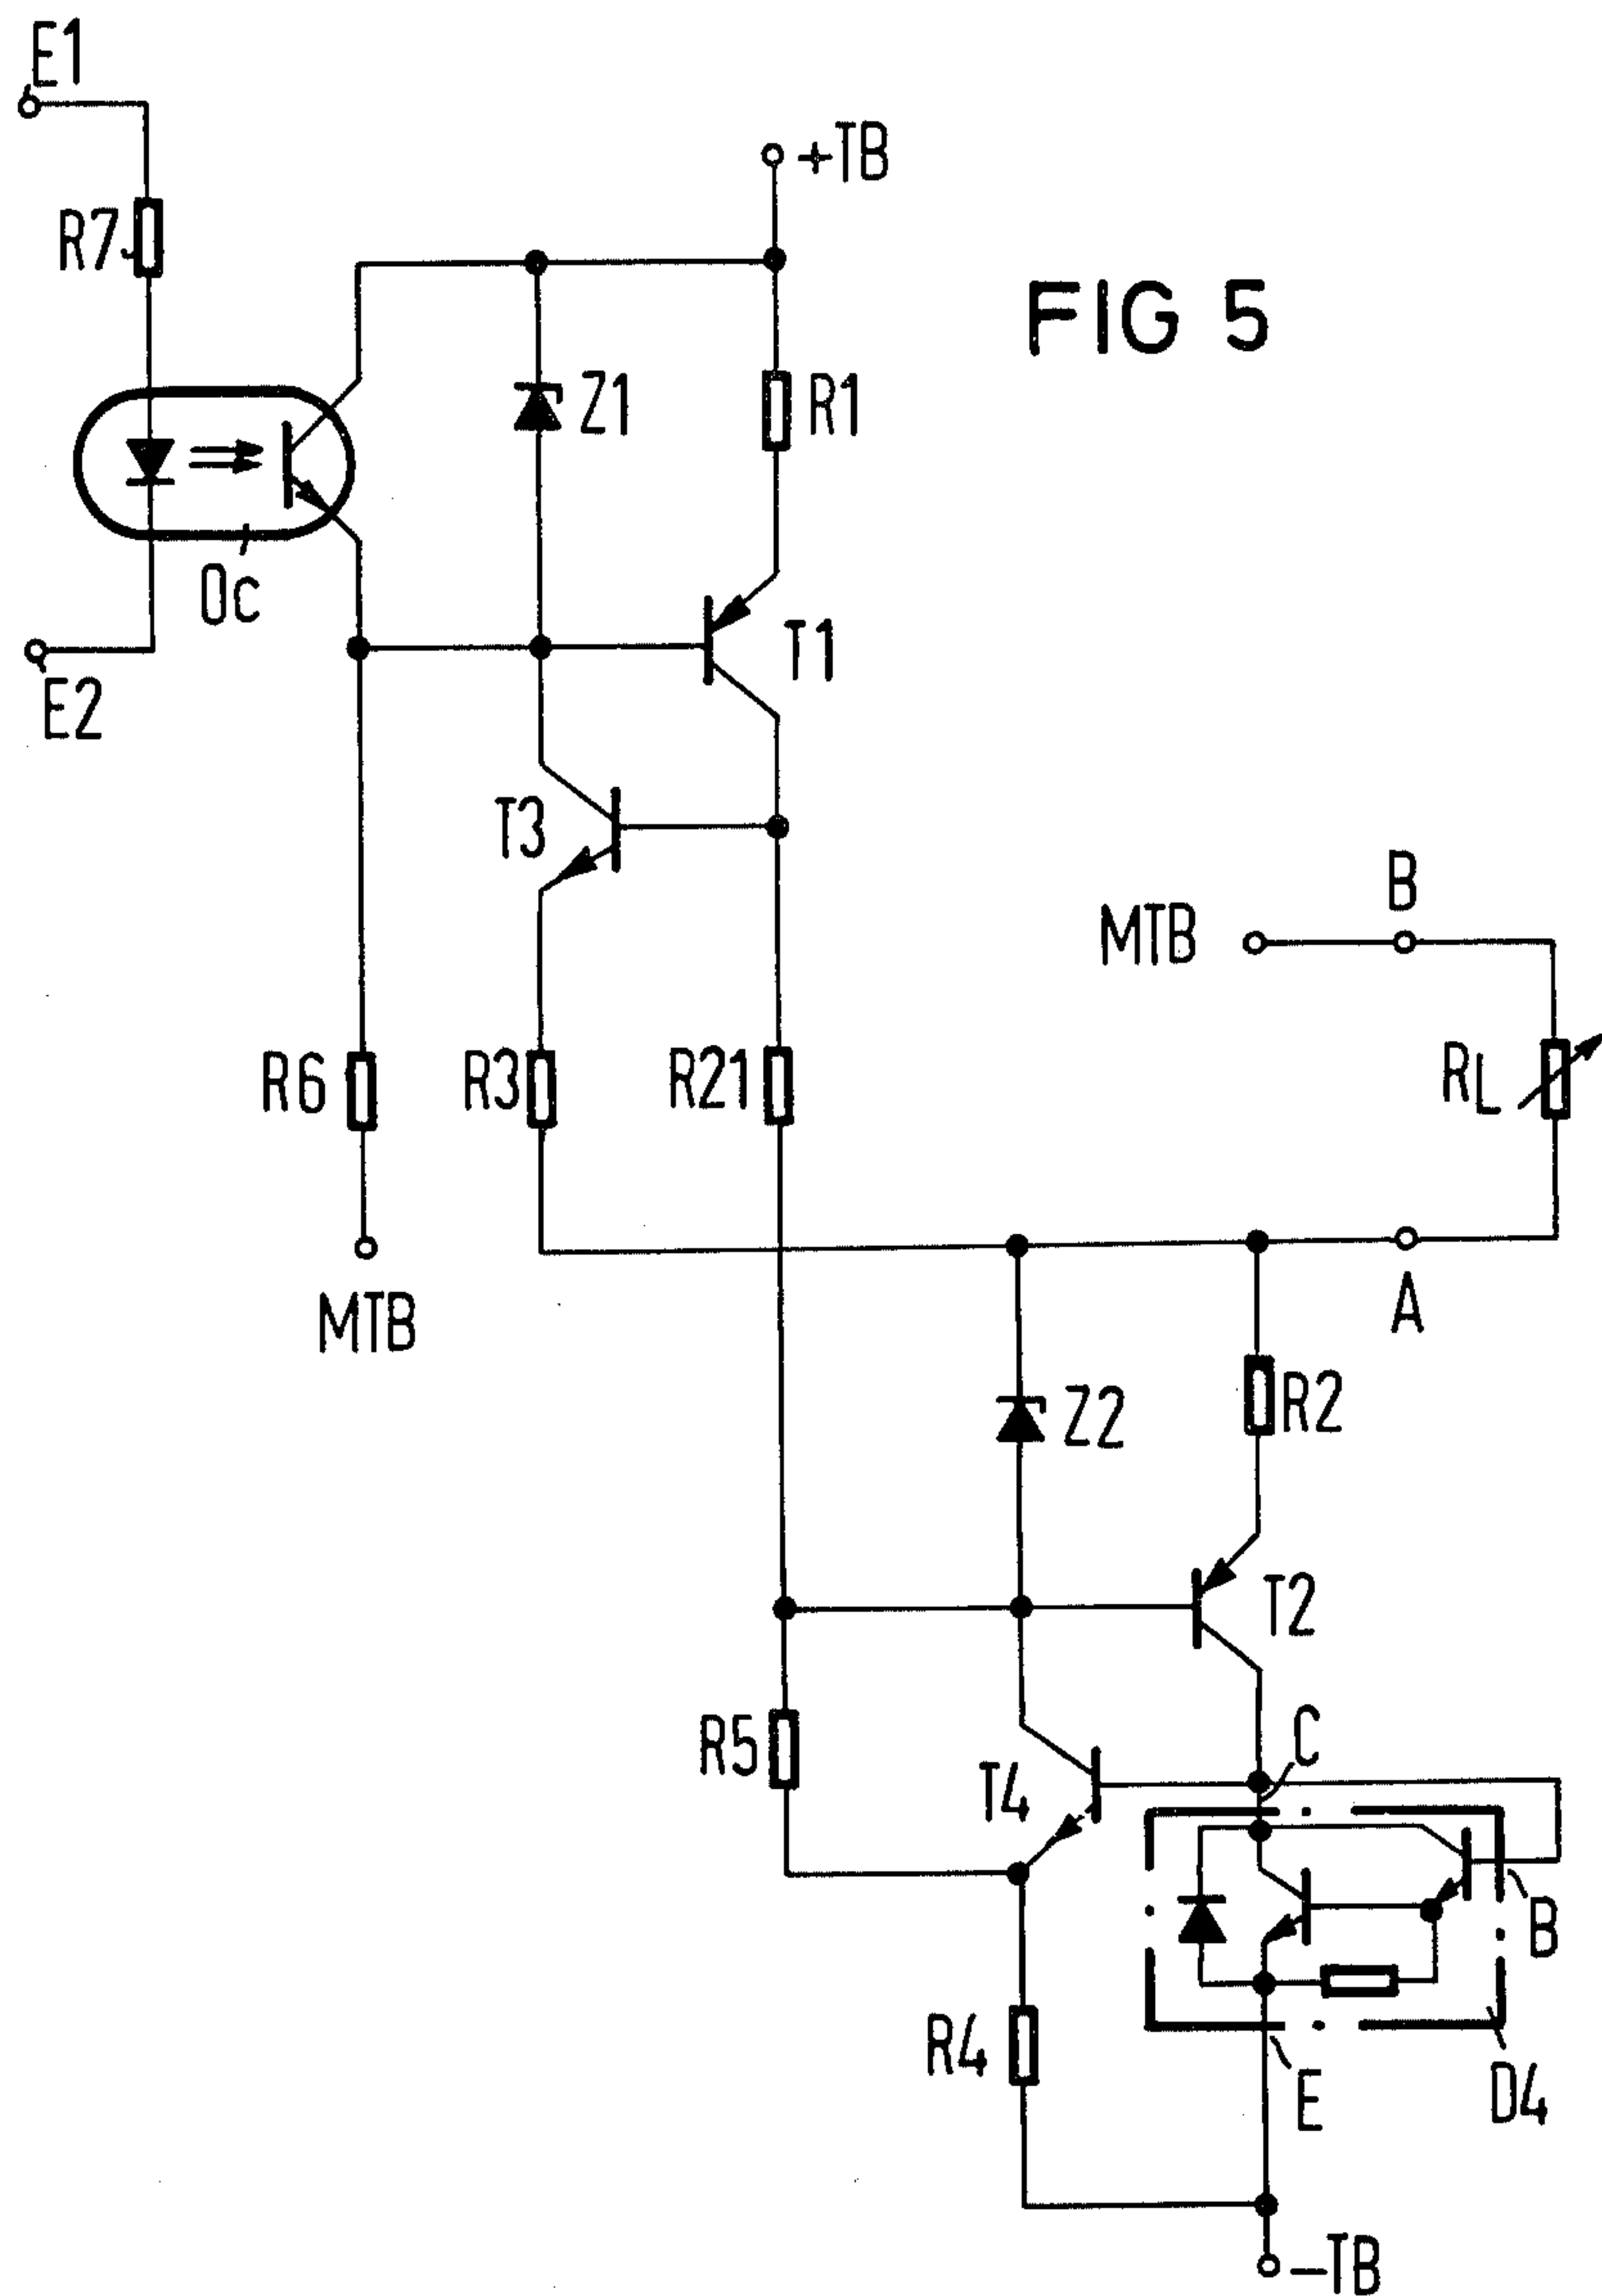 E1
+TB
R7
FIG 5
Z1
R1
Oc
T1
E2
T3
B
MTB
R6
R3
R21
RL
MTB
A
Z2
R2
T2
C
R5
T4
B
R4
E
D4
–TB